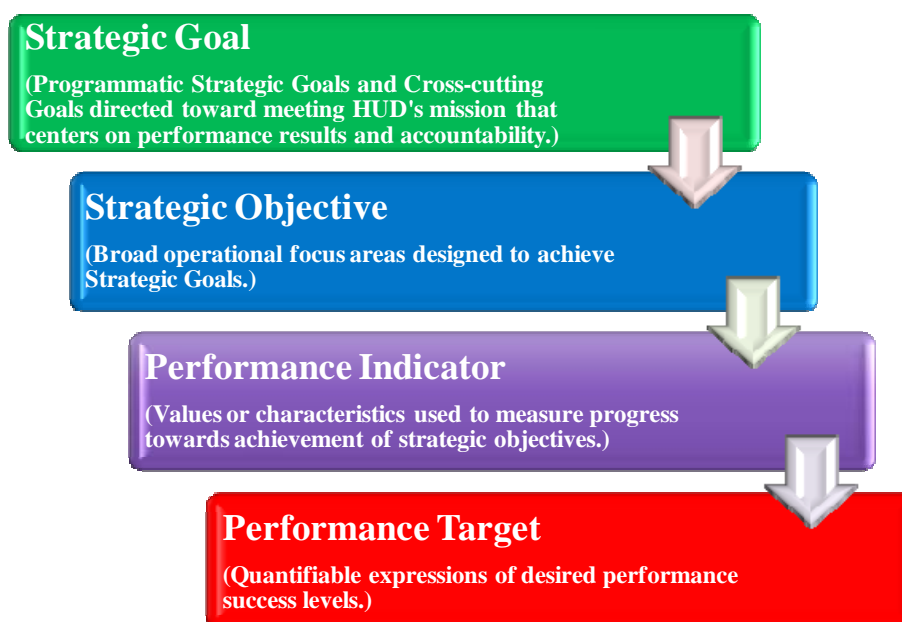 Strategic Goal
(Programmatic Strategic Goals and Cross-cutting
Goals directed toward meeting HUD's mission that
centers on performance results and accountability.)
Strategic Objective
(Broad operational focus areas designed to achieve
Strategic Goals.)
Performance Indicator
(Values or characteristics used to measure progress
towards achievement of strategic objectives.)
Performance Target
(Quantifiable expressions of desired performance
success levels.)